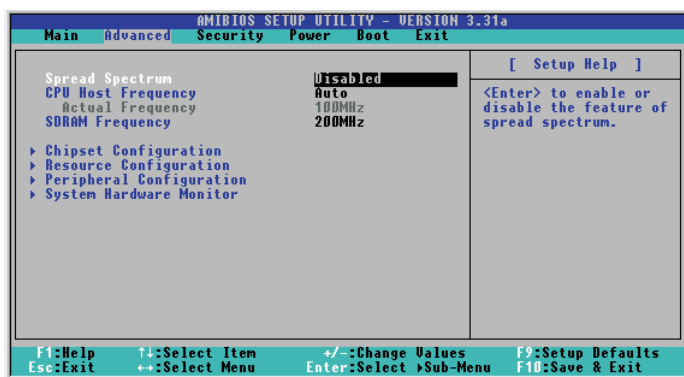 AMIBIOS SETUP UTILITY – VERSION 3.31a
Main Advanced Security Power Boot Exit
[ Setup Help ]
Spread Spectrum Disabled
CPU Host Frequency Auto
Actual Frequency 100MHz
SDRAM Frequency 200MHz
▸ Chipset Configuration
▸ Resource Configuration
▸ Peripheral Configuration
▸ System Hardware Monitor
<Enter> to enable or
disable the feature of
spread spectrum.
F1:Help ↑↓:Select Item +/-:Change Values F9:Setup Defaults
Esc:Exit ↔:Select Menu Enter:Select ▸Sub-Menu F10:Save & Exit